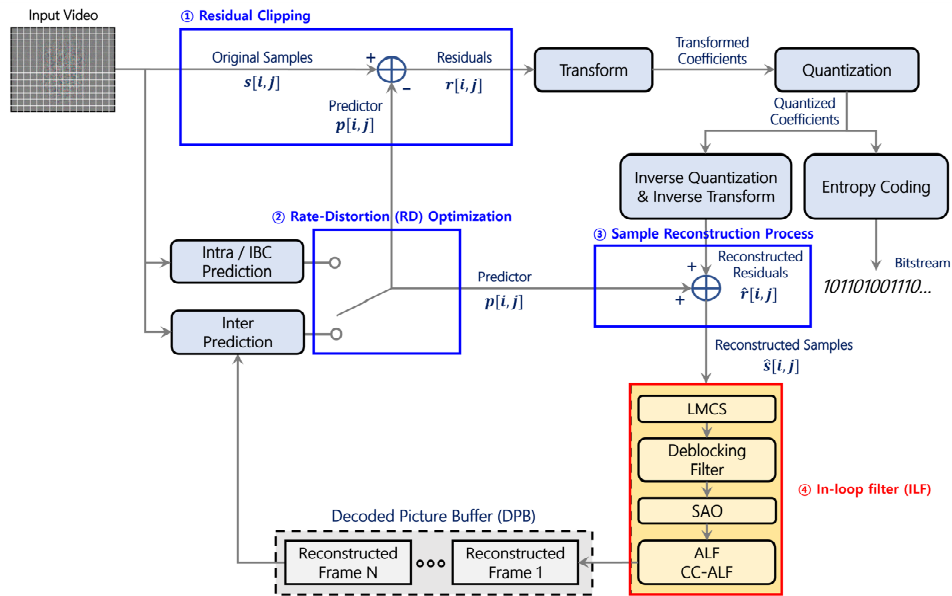 Input Video
① Residual Clipping
Original Samples
s[i,j]
+
−
Residuals
r[i,j]
Predictor
p[i,j]
Transform
Transformed
Coefficients
Quantization
Quantized
Coefficients
Inverse Quantization
& Inverse Transform
Entropy Coding
② Rate-Distortion (RD) Optimization
③ Sample Reconstruction Process
Intra / IBC
Prediction
Inter
Prediction
Predictor
p[i,j]
+
+
Reconstructed
Residuals
r̂[i,j]
Bitstream
101101001110...
Reconstructed Samples
ŝ[i,j]
LMCS
Deblocking
Filter
SAO
ALF
CC-ALF
④ In-loop filter (ILF)
Decoded Picture Buffer (DPB)
Reconstructed
Frame N
Reconstructed
Frame 1